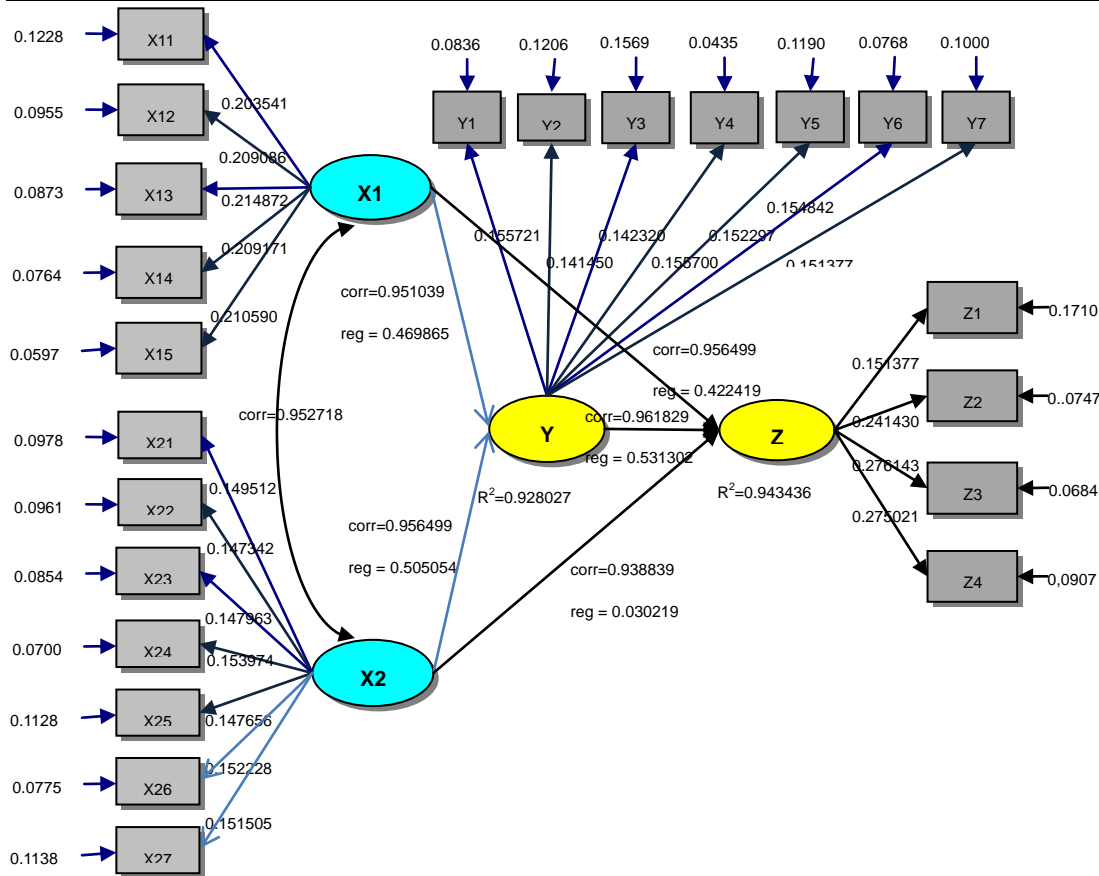 0.1228
X11
0.0955
X12
0.0873
X13
0.0764
X14
0.0597
X15
0.203541
0.209086
0.214872
0.209171
0.210590
X1
0.0836
0.1206
0.1569
0.0435
0.1190
0.0768
0.1000
Y1
Y2
Y3
Y4
Y5
Y6
Y7
0.155721
0.141450
0.142320
0.155700
0.152297
0.154842
0.151377
corr=0.951039
reg = 0.469865
corr=0.956499
reg = 0.422419
corr=0.952718
corr=0.961829
reg = 0.531302
Y
R²=0.928027
Z
R²=0.943436
0.151377
0.241430
0.276143
0.275021
Z1
0.1710
Z2
0..0747
Z3
0.0684
Z4
0,0907
corr=0.956499
reg = 0.505054
corr=0.938839
reg = 0.030219
0.0978
X21
0.0961
X22
0.0854
X23
0.0700
X24
0.1128
X25
0.0775
X26
0.1138
X27
0.149512
0.147342
0.147963
0.153974
0.147656
0.152228
0.151505
X2